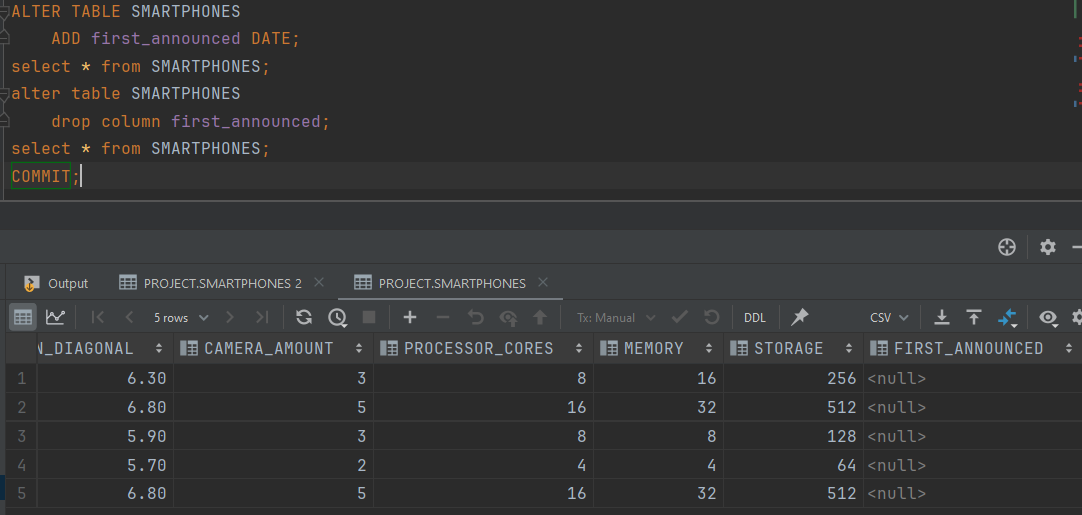 ALTER TABLE SMARTPHONES
ADD first_announced DATE;
select * from SMARTPHONES;
alter table SMARTPHONES
drop column first_announced;
select * from SMARTPHONES;
COMMIT;
Output PROJECT.SMARTPHONES 2 PROJECT.SMARTPHONES
5 rows Tx: Manual DDL CSV
N_DIAGONAL CAMERA_AMOUNT PROCESSOR_CORES MEMORY STORAGE FIRST_ANNOUNCED
1 6.30 3 8 16 256 <null>
2 6.80 5 16 32 512 <null>
3 5.90 3 8 8 128 <null>
4 5.70 2 4 4 64 <null>
5 6.80 5 16 32 512 <null>